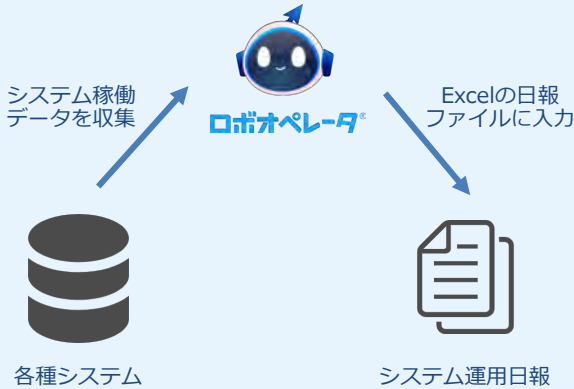 システム稼働
データを収集
ロボオペレータ®
Excelの日報
ファイルに入力
各種システム
システム運用日報